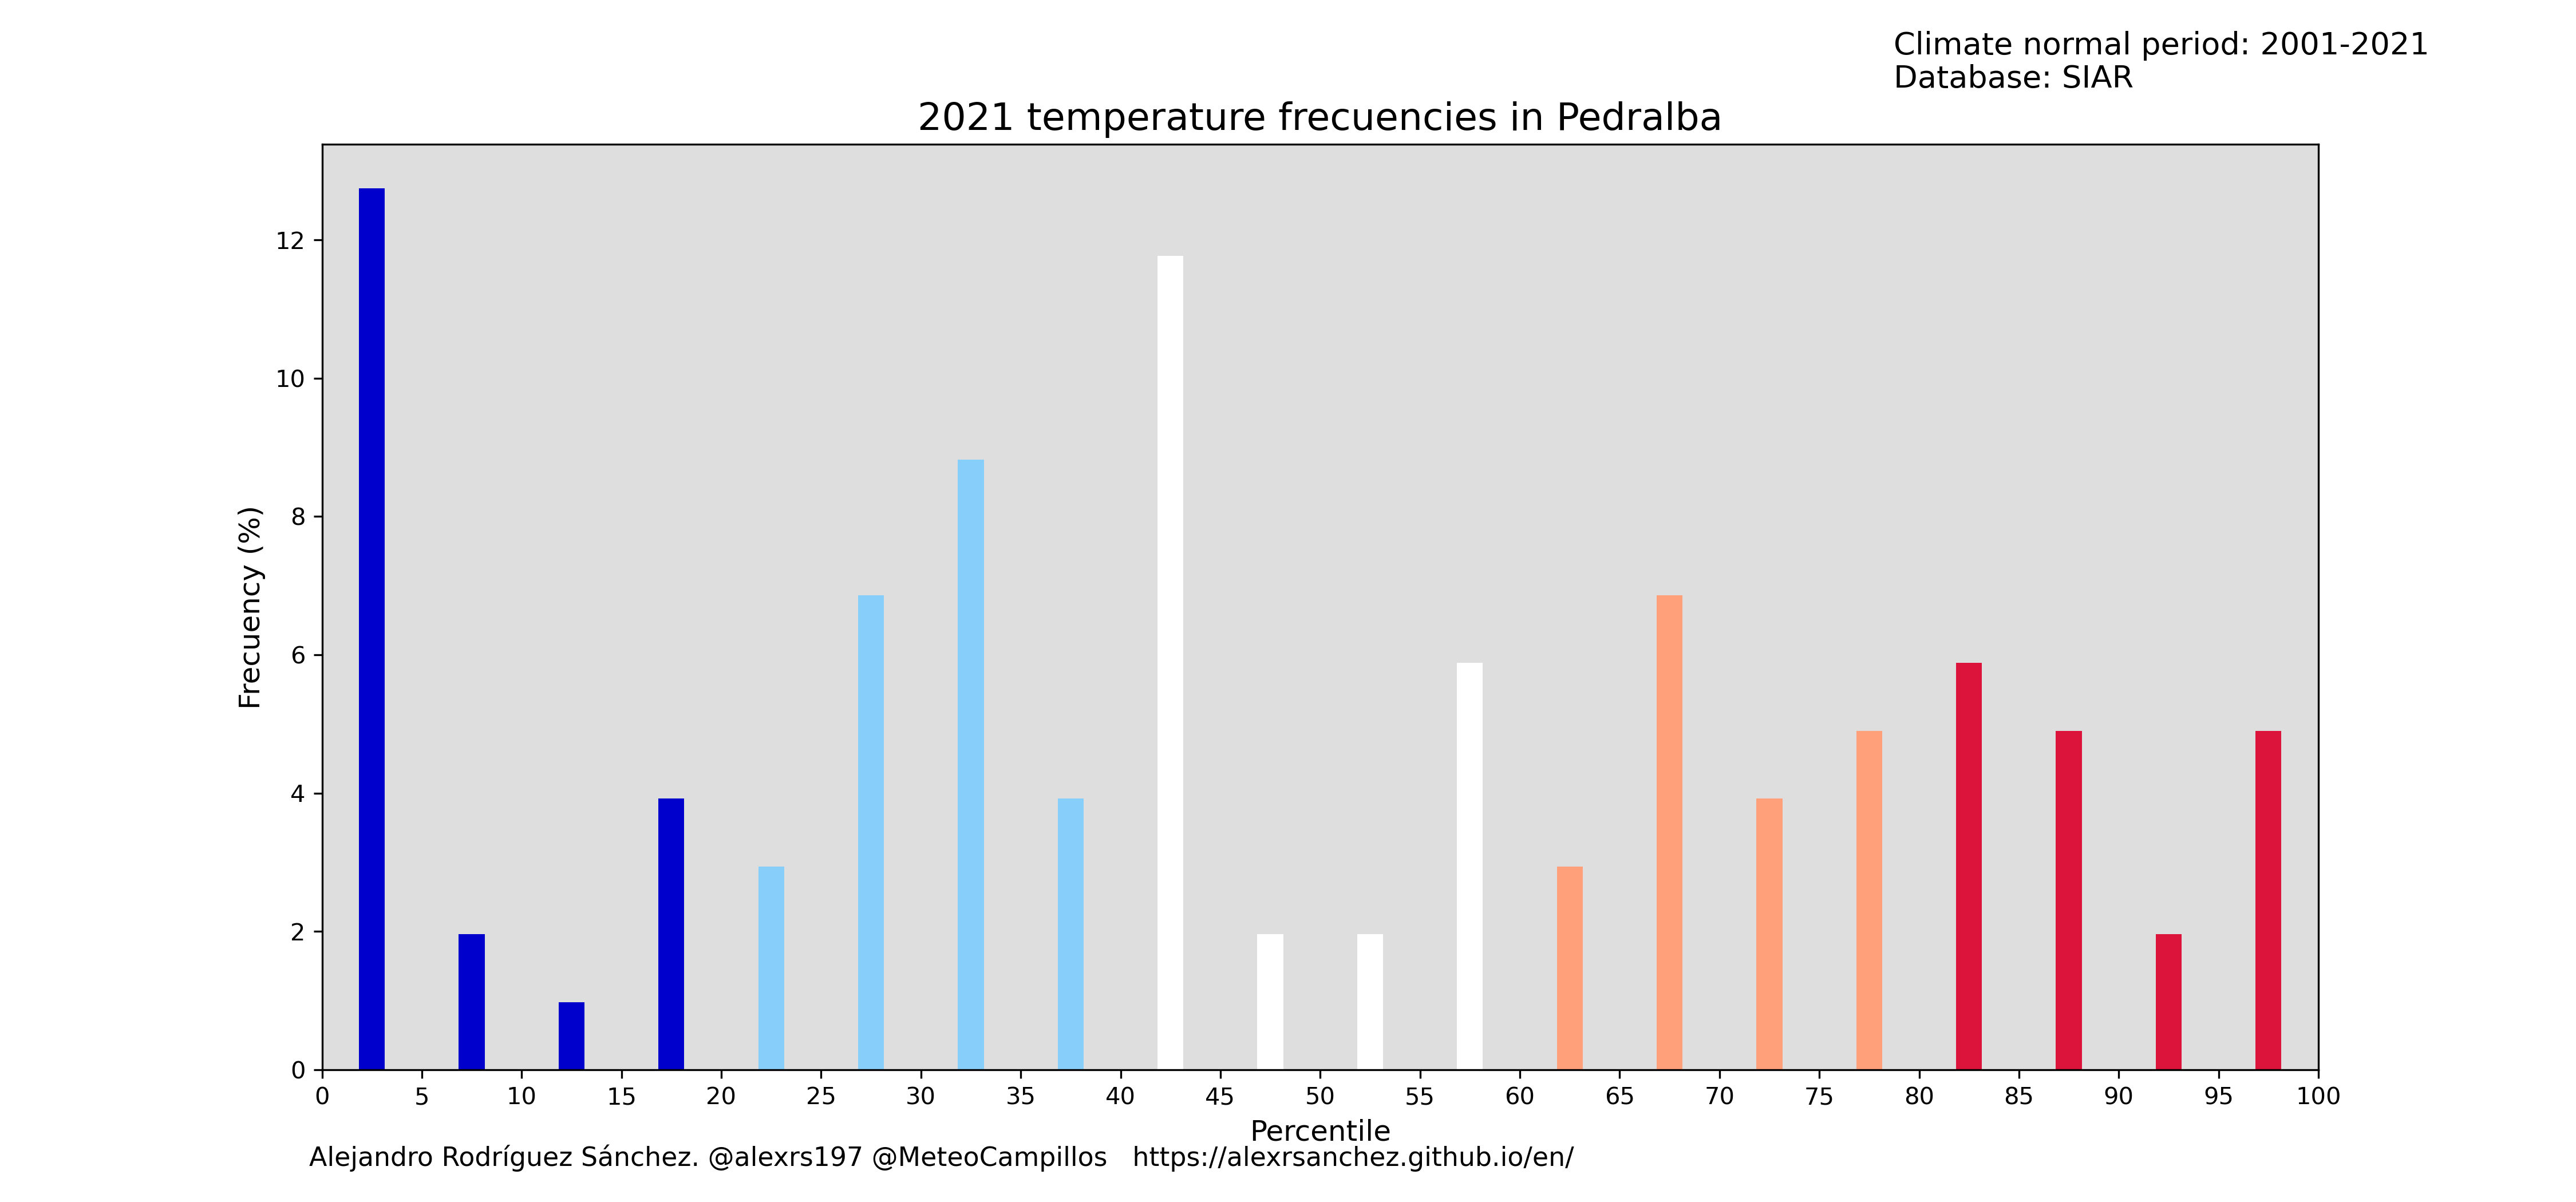 Climate normal period: 2001-2021
Database: SIAR
2021 temperature frecuencies in Pedralba
Frecuency (%)
12
10
8
6
4
2
0
0 5 10 15 20 25 30 35 40 45 50 55 60 65 70 75 80 85 90 95 100
Percentile
Alejandro Rodríguez Sánchez. @alexrs197 @MeteoCampillos https://alexrsanchez.github.io/en/